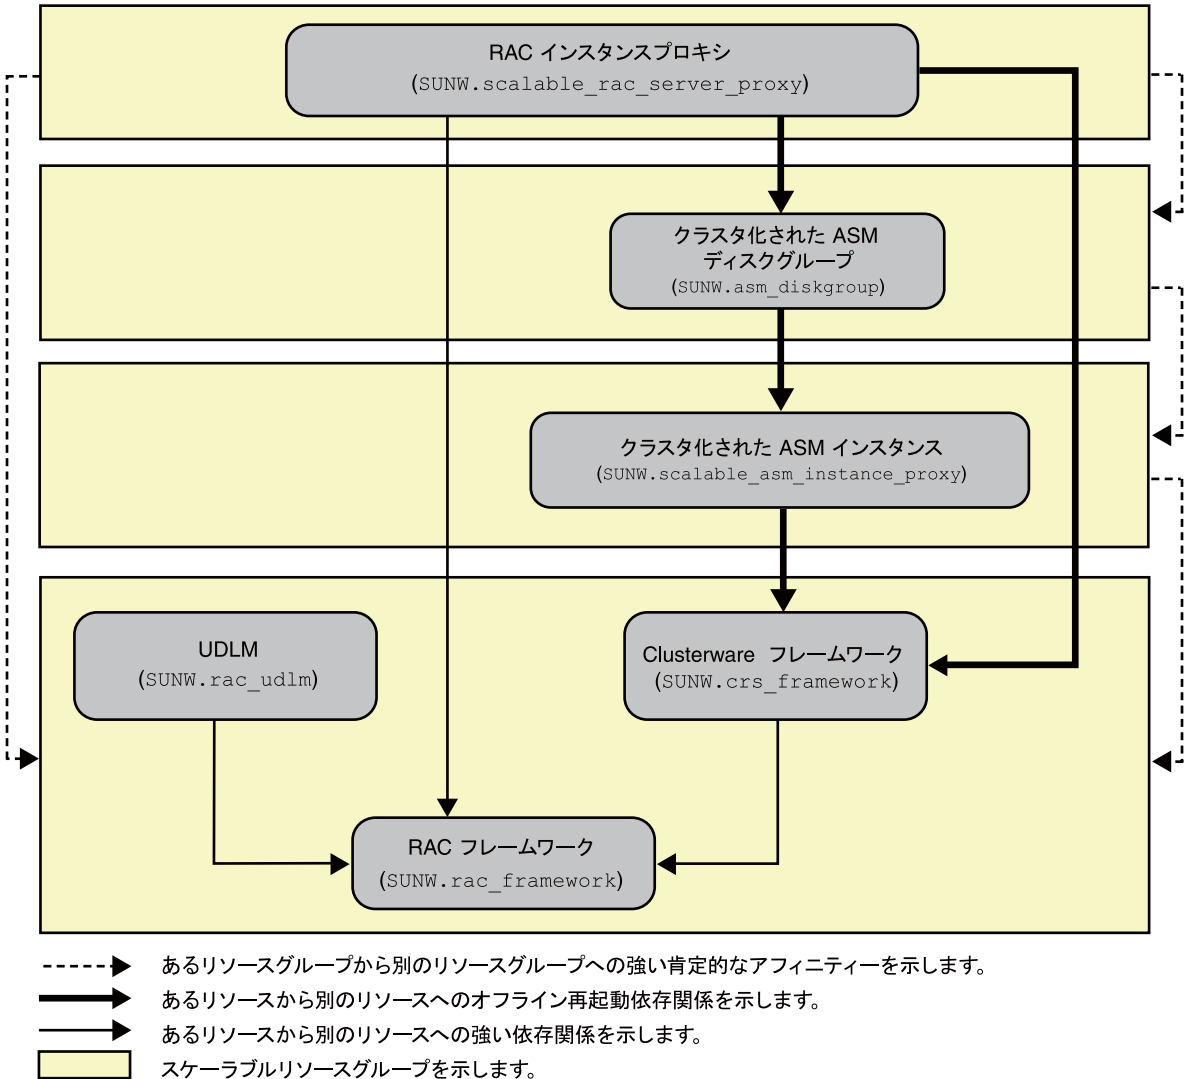 RAC インスタンスプロキシ
(SUNW.scalable_rac_server_proxy)
クラスタ化された ASM
ディスクグループ
(SUNW.asm_diskgroup)
クラスタ化された ASM インスタンス
(SUNW.scalable_asm_instance_proxy)
UDLM
(SUNW.rac_udlm)
Clusterware フレームワーク
(SUNW.crs_framework)
RAC フレームワーク
(SUNW.rac_framework)
あるリソースグループから別のリソースグループへの強い肯定的なアフィニティーを示します。
あるリソースから別のリソースへのオフライン再起動依存関係を示します。
あるリソースから別のリソースへの強い依存関係を示します。
スケーラブルリソースグループを示します。